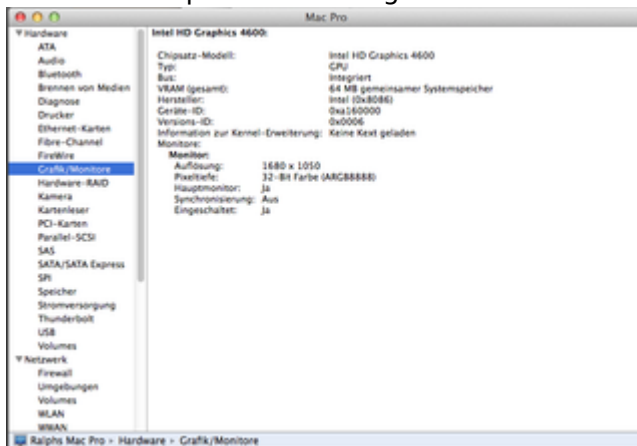 Mac Pro
Hardware
ATA
Audio
Bluetooth
Brennen von Medien
Diagnose
Drucker
Ethernet-Karten
Fibre-Channel
FireWire
Grafik/Monitore
Hardware-RAID
Kamera
Kartenleser
PCI-Karten
Parallel-SCSI
SAS
SATA/SATA Express
SPI
Speicher
Stromversorgung
Thunderbolt
USB
Volumes
Netzwerk
Firewall
Umgebungen
Volumes
WLAN
WWAN
Intel HD Graphics 4600:
Chipsatz-Modell: Intel HD Graphics 4600
Typ: GPU
Bus: Integriert
VRAM (gesamt): 64 MB gemeinsamer Systemspeicher
Hersteller: Intel (0x8086)
Geräte-ID: 0xa160000
Versions-ID: 0x0006
Information zur Kernel-Erweiterung: Keine Kext geladen
Monitore:
Monitor:
Auflösung: 1680 x 1050
Pixeltiefe: 32-Bit Farbe (ARGB8888)
Hauptmonitor: Ja
Synchronisierung: Aus
Eingeschaltet: Ja
Ralphs Mac Pro ▸ Hardware ▸ Grafik/Monitore